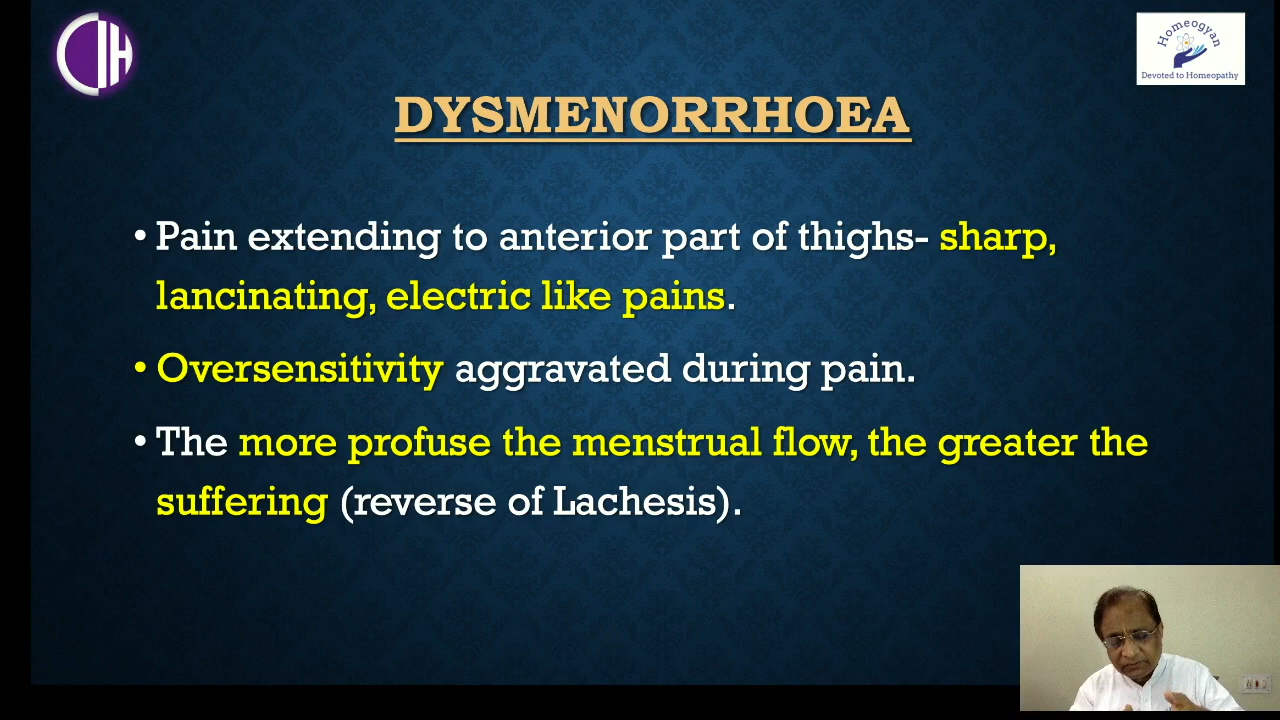 CIH
Homeogyan
Devoted to Homeopathy
DYSMENORRHOEA
• Pain extending to anterior part of thighs- sharp,
lancinating, electric like pains.
• Oversensitivity aggravated during pain.
• The more profuse the menstrual flow, the greater the
suffering (reverse of Lachesis).